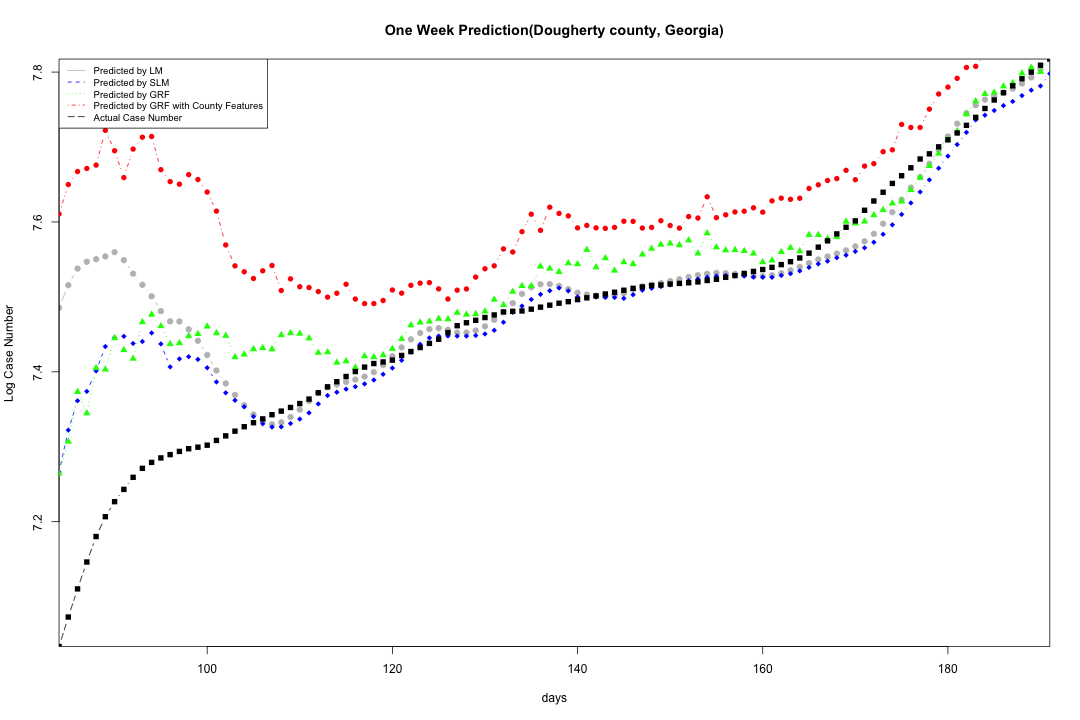 One Week Prediction(Dougherty county, Georgia)
Predicted by LM
Predicted by SLM
Predicted by GRF
Predicted by GRF with County Features
Actual Case Number
7.8
7.6
7.4
7.2
Log Case Number
100
120
140
160
180
days